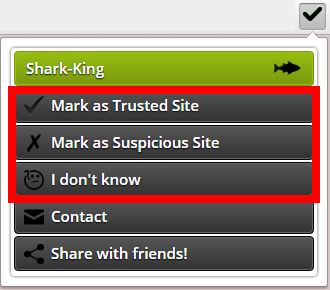 Shark-King
Mark as Trusted Site
Mark as Suspicious Site
I don't know
Contact
Share with friends!